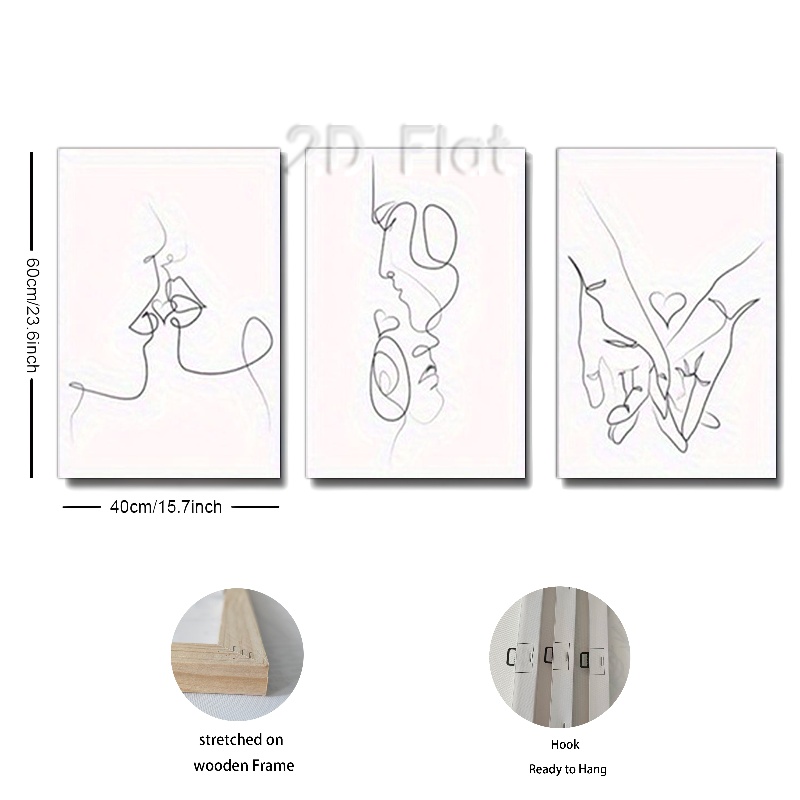 2D Flat
60cm/23.6inch
40cm/15.7inch
stretched on
wooden Frame
Hook
Ready to Hang